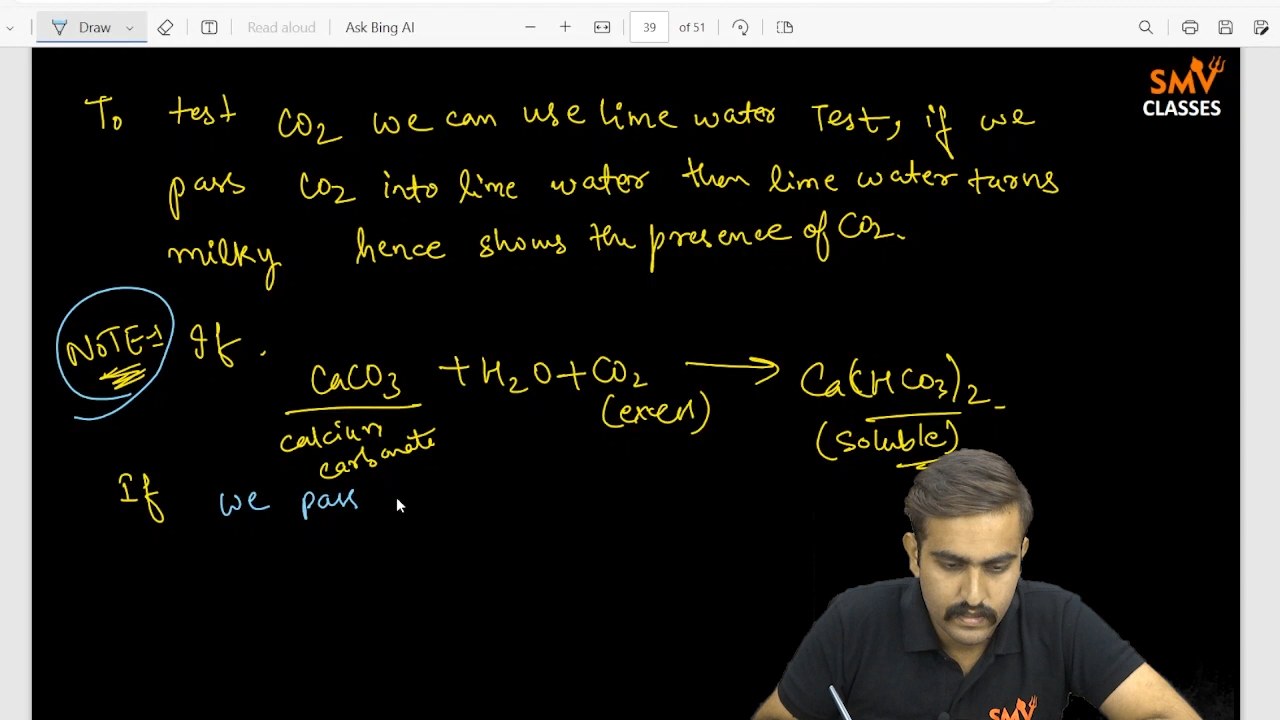 Draw
Read aloud
Ask Bing AI
39
of 51
SMV
CLASSES
To test CO2 we can use lime water Test, if we
pass CO2 into lime water then lime water turns
milky hence shows the presence of CO2.
NOTE:- If
CaCO3 + H2O + CO2 → Ca(HCO3)2
(excess)
calcium
carbonate
(soluble)
If we pass
SMV